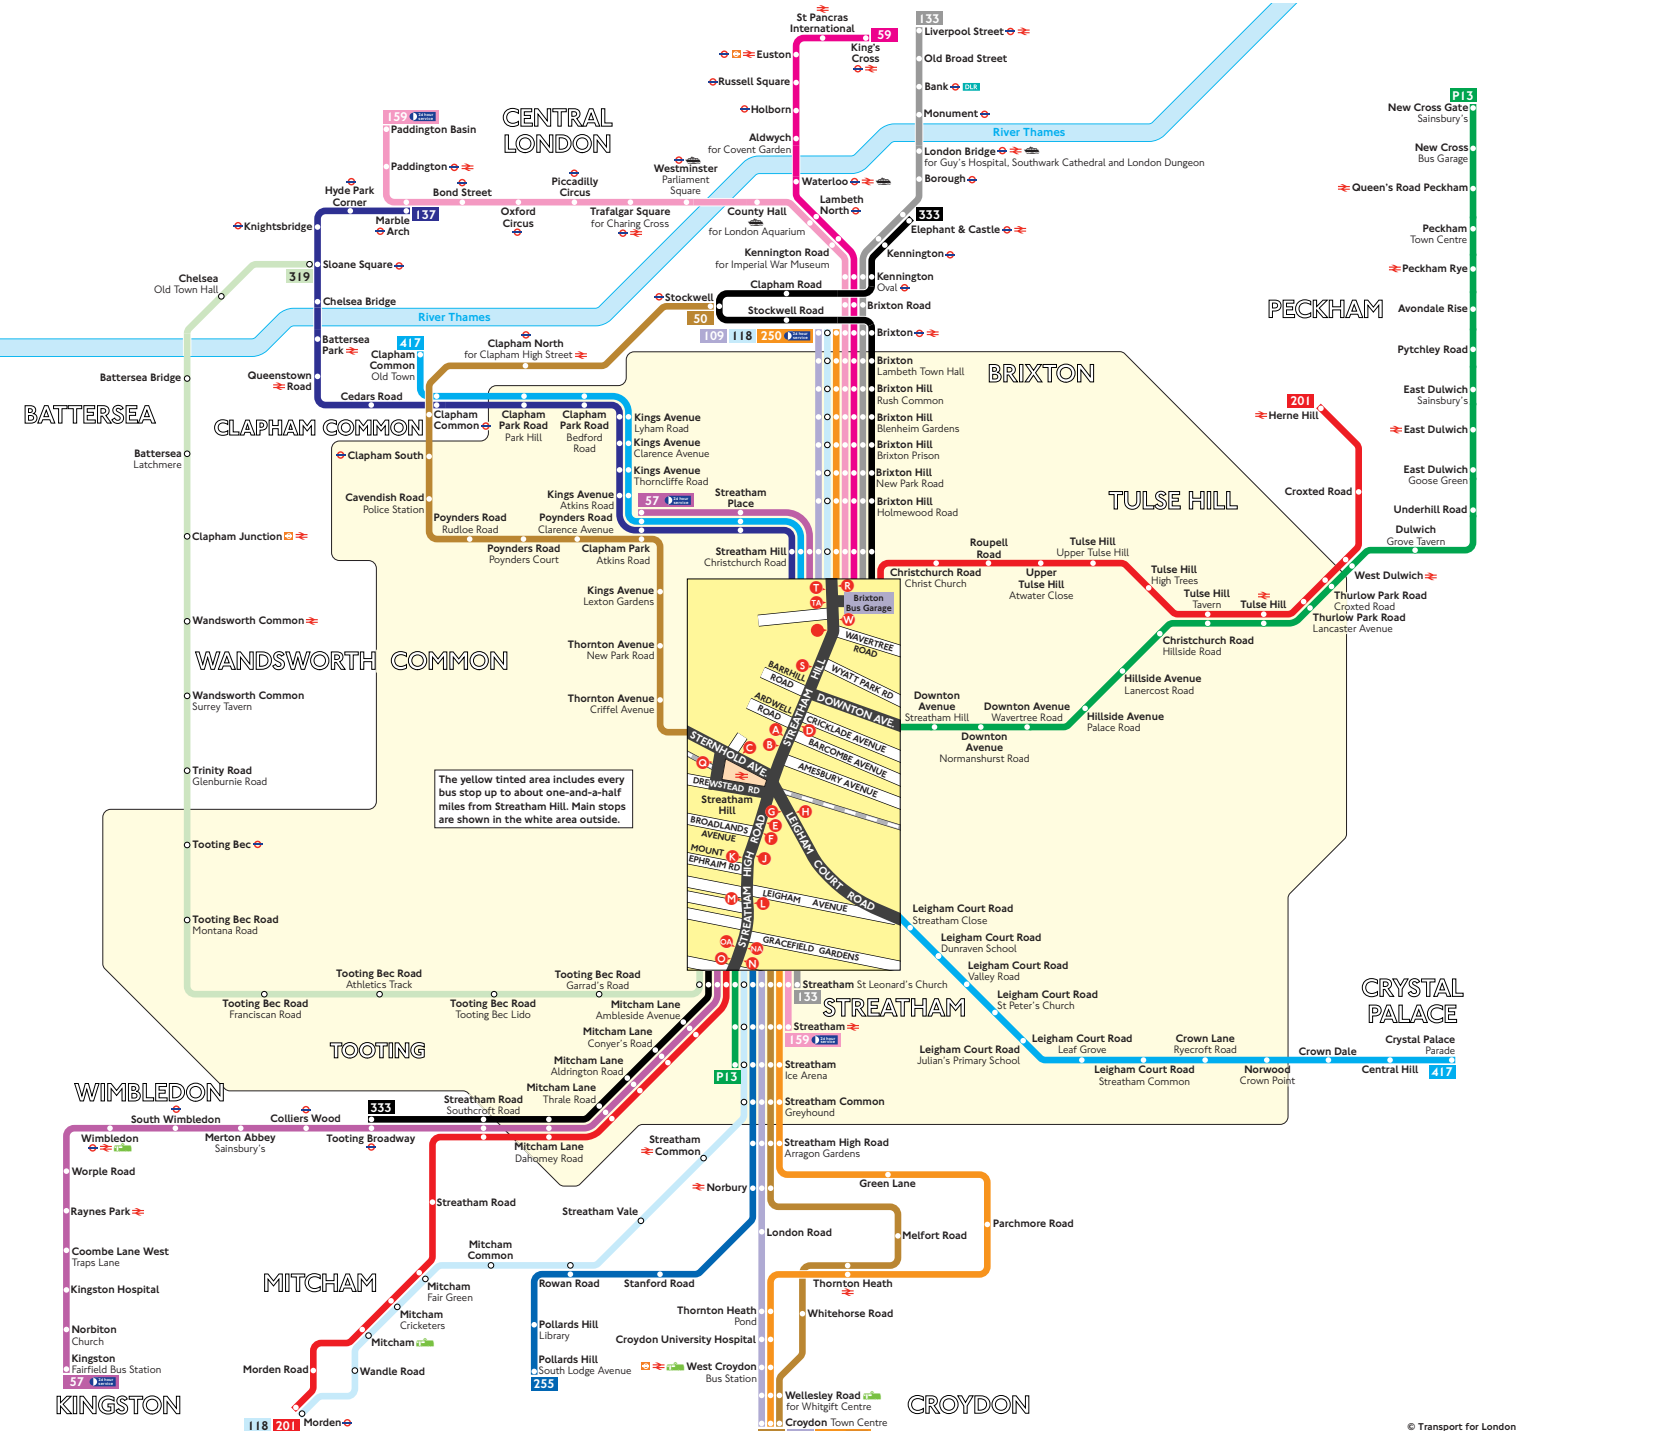 St Pancras
International
59
King's
Cross
Euston
Russell Square
Holborn
Aldwych
for Covent Garden
Waterloo
Lambeth
North
133
Liverpool Street
Old Broad Street
Bank
DLR
Monument
River Thames
London Bridge
for Guy's Hospital, Southwark Cathedral and London Dungeon
Borough
333
Elephant & Castle
Kennington
Kennington
Oval
CENTRAL
LONDON
159 24 hour service
Paddington Basin
Paddington
Hyde Park
Corner
Bond Street
Piccadilly
Circus
Westminster
Parliament
Square
Knightsbridge
Marble
Arch
137
Oxford
Circus
Trafalgar Square
for Charing Cross
County Hall
for London Aquarium
Kennington Road
for Imperial War Museum
Sloane Square
319
Chelsea
Old Town Hall
Chelsea Bridge
River Thames
Battersea
Park
Queenstown
Road
Battersea Bridge
BATTERSEA
Battersea
Latchmere
Clapham Junction
Wandsworth Common
WANDSWORTH COMMON
Wandsworth Common
Surrey Tavern
Trinity Road
Glenburnie Road
Tooting Bec
Tooting Bec Road
Montana Road
Clapham Road
Stockwell
50
Stockwell Road
Brixton Road
109
118
250 24 hour service
Brixton
Clapham North
for Clapham High Street
417
Clapham
Common
Old Town
Cedars Road
CLAPHAM COMMON
Clapham
Common
Clapham
Park Road
Park Hill
Clapham
Park Road
Bedford
Road
Kings Avenue
Lyham Road
Kings Avenue
Clarence Avenue
Kings Avenue
Thorncliffe Road
Kings Avenue
Atkins Road
Clapham South
Cavendish Road
Police Station
Poynders Road
Rudloe Road
Poynders Road
Clarence Avenue
Poynders Road
Poynders Court
Clapham Park
Atkins Road
57 24 hour service
Streatham
Place
Streatham Hill
Christchurch Road
Kings Avenue
Lexton Gardens
Thornton Avenue
New Park Road
Thornton Avenue
Criffel Avenue
Brixton
Lambeth Town Hall
Brixton Hill
Rush Common
Brixton Hill
Blenheim Gardens
Brixton Hill
Brixton Prison
Brixton Hill
New Park Road
Brixton Hill
Holmewood Road
BRIXTON
P13
New Cross Gate
Sainsbury's
New Cross
Bus Garage
Queen's Road Peckham
Peckham
Town Centre
Peckham Rye
PECKHAM
Avondale Rise
Pytchley Road
East Dulwich
Sainsbury's
East Dulwich
East Dulwich
Goose Green
Underhill Road
Dulwich
Grove Tavern
201
Herne Hill
Croxted Road
TULSE HILL
West Dulwich
Thurlow Park Road
Croxted Road
Thurlow Park Road
Lancaster Avenue
Christchurch Road
Christ Church
Roupell
Road
Upper
Tulse Hill
Atwater Close
Tulse Hill
Upper Tulse Hill
Tulse Hill
High Trees
Tulse Hill
Tavern
Tulse Hill
Christchurch Road
Hillside Road
Hillside Avenue
Lanercost Road
Hillside Avenue
Palace Road
Downton Avenue
Wavertree Road
Downton
Avenue
Streatham Hill
Downton
Avenue
Normanshurst Road
The yellow tinted area includes every
bus stop up to about one-and-a-half
miles from Streatham Hill. Main stops
are shown in the white area outside.
T
R
Brixton
Bus Garage
TA
W
WAVERTREE
ROAD
S
BARRHILL
ROAD
WYATT PARK RD
STREATHAM HILL
ARDWELL
ROAD
DOWNTON AVE.
A
D
CRICKLADE AVENUE
B
BARCOMBE AVENUE
C
STERNHOLD AVE.
Q
AMESBURY AVENUE
DREWSTEAD RD
Streatham
Hill
G
H
BROADLANDS
AVENUE
E
F
MOUNT
EPHRAIM RD
K
J
STREATHAM HIGH ROAD
LEIGHAM COURT ROAD
M
L
LEIGHAM AVENUE
OA
NA
GRACEFIELD GARDENS
O
N
Leigham Court Road
Streatham Close
Leigham Court Road
Dunraven School
Leigham Court Road
Valley Road
Leigham Court Road
St Peter's Church
Leigham Court Road
Julian's Primary School
Leigham Court Road
Leaf Grove
Leigham Court Road
Streatham Common
Crown Lane
Ryecroft Road
Norwood
Crown Point
Crown Dale
Central Hill
Crystal Palace
Parade
417
CRYSTAL
PALACE
Streatham St Leonard's Church
133
STREATHAM
Streatham
159 24 hour service
Streatham
Ice Arena
P13
Streatham Common
Greyhound
Streatham High Road
Arragon Gardens
Tooting Bec Road
Franciscan Road
Tooting Bec Road
Athletics Track
Tooting Bec Road
Tooting Bec Lido
Tooting Bec Road
Garrad's Road
Mitcham Lane
Ambleside Avenue
Mitcham Lane
Conyer's Road
Mitcham Lane
Aldrington Road
Mitcham Lane
Thrale Road
Mitcham Lane
Dahomey Road
Streatham Road
Southcroft Road
TOOTING
WIMBLEDON
333
South Wimbledon
Colliers Wood
Tooting Broadway
Wimbledon
Merton Abbey
Sainsbury's
Worple Road
Raynes Park
Coombe Lane West
Traps Lane
Kingston Hospital
Norbiton
Church
Kingston
Fairfield Bus Station
57 24 hour service
KINGSTON
Streatham Road
MITCHAM
Mitcham
Common
Mitcham
Fair Green
Mitcham
Cricketers
Mitcham
Morden Road
Wandle Road
118
201
Morden
Streatham
Common
Streatham Vale
Norbury
Rowan Road
Stanford Road
Pollards Hill
Library
Pollards Hill
South Lodge Avenue
255
London Road
Green Lane
Melfort Road
Parchmore Road
Thornton Heath
Whitehorse Road
Thornton Heath
Pond
Croydon University Hospital
West Croydon
Bus Station
Wellesley Road
for Whitgift Centre
Croydon Town Centre
CROYDON
© Transport for London